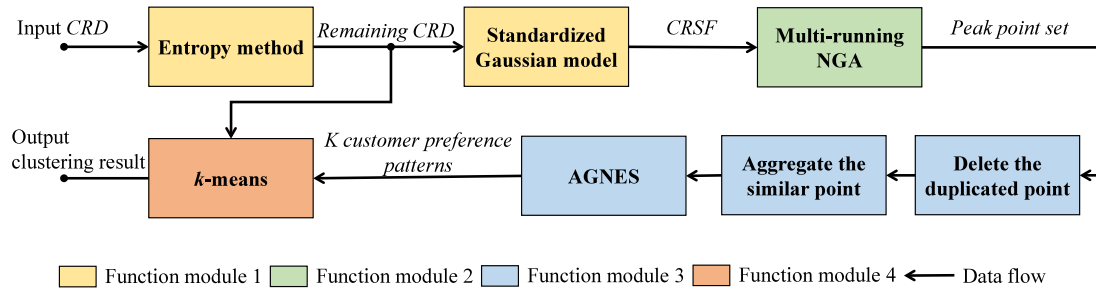 Input CRD
Entropy method
Remaining CRD
Standardized
Gaussian model
CRSF
Multi-running
NGA
Peak point set
Output
clustering result
k-means
K customer preference
patterns
AGNES
Aggregate the
similar point
Delete the
duplicated point
Function module 1
Function module 2
Function module 3
Function module 4
Data flow